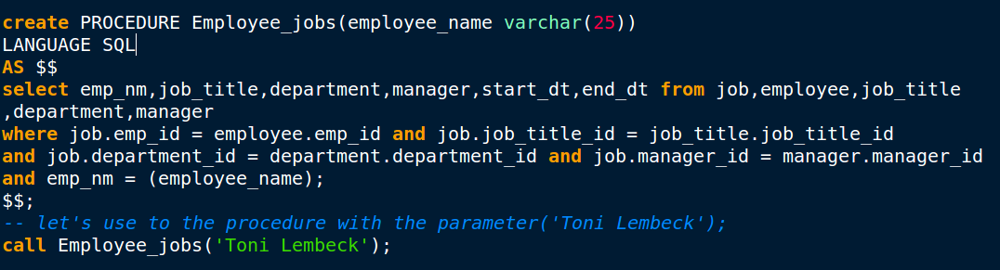 create PROCEDURE Employee_jobs(employee_name varchar(25))
LANGUAGE SQL
AS $$
select emp_nm,job_title,department,manager,start_dt,end_dt from job,employee,job_title
,department,manager
where job.emp_id = employee.emp_id and job.job_title_id = job_title.job_title_id
and job.department_id = department.department_id and job.manager_id = manager.manager_id
and emp_nm = (employee_name);
$$;
-- let's use to the procedure with the parameter('Toni Lembeck');
call Employee_jobs('Toni Lembeck');